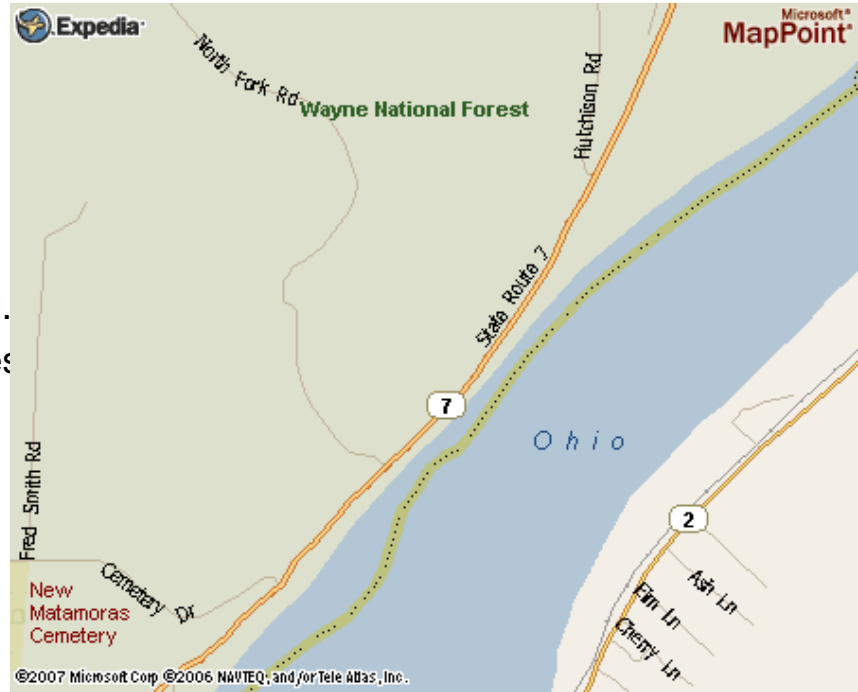 Expedia
Microsoft®
MapPoint®
North Fork Rd
Wayne National Forest
Hutchison Rd
State Route 7
7
Ohio
Fred Smith Rd
2
Cemetery Dr
Ash Ln
Elm Ln
Cherry Ln
New
Matamoras
Cemetery
©2007 Microsoft Corp ©2006 NAVTEQ, and/or Tele Atlas, Inc.